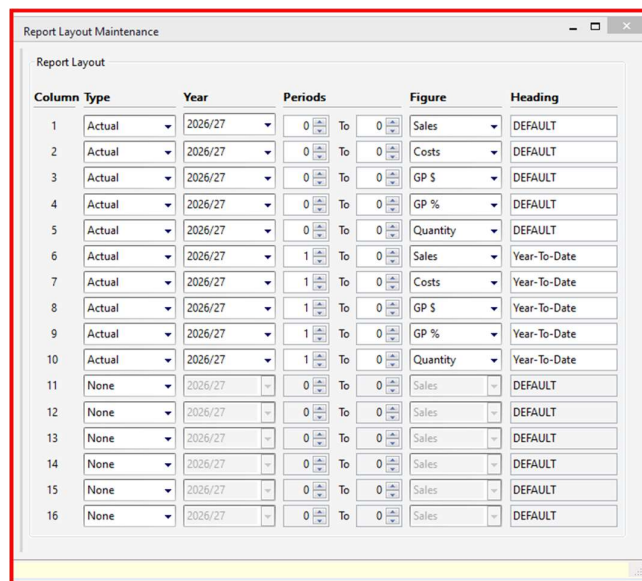 Report Layout Maintenance
Report Layout
Column Type Year Periods Figure Heading
1 Actual 2026/27 0 To 0 Sales DEFAULT
2 Actual 2026/27 0 To 0 Costs DEFAULT
3 Actual 2026/27 0 To 0 GP $ DEFAULT
4 Actual 2026/27 0 To 0 GP % DEFAULT
5 Actual 2026/27 0 To 0 Quantity DEFAULT
6 Actual 2026/27 1 To 0 Sales Year-To-Date
7 Actual 2026/27 1 To 0 Costs Year-To-Date
8 Actual 2026/27 1 To 0 GP $ Year-To-Date
9 Actual 2026/27 1 To 0 GP % Year-To-Date
10 Actual 2026/27 1 To 0 Quantity Year-To-Date
11 None 2026/27 0 To 0 Sales DEFAULT
12 None 2026/27 0 To 0 Sales DEFAULT
13 None 2026/27 0 To 0 Sales DEFAULT
14 None 2026/27 0 To 0 Sales DEFAULT
15 None 2026/27 0 To 0 Sales DEFAULT
16 None 2026/27 0 To 0 Sales DEFAULT